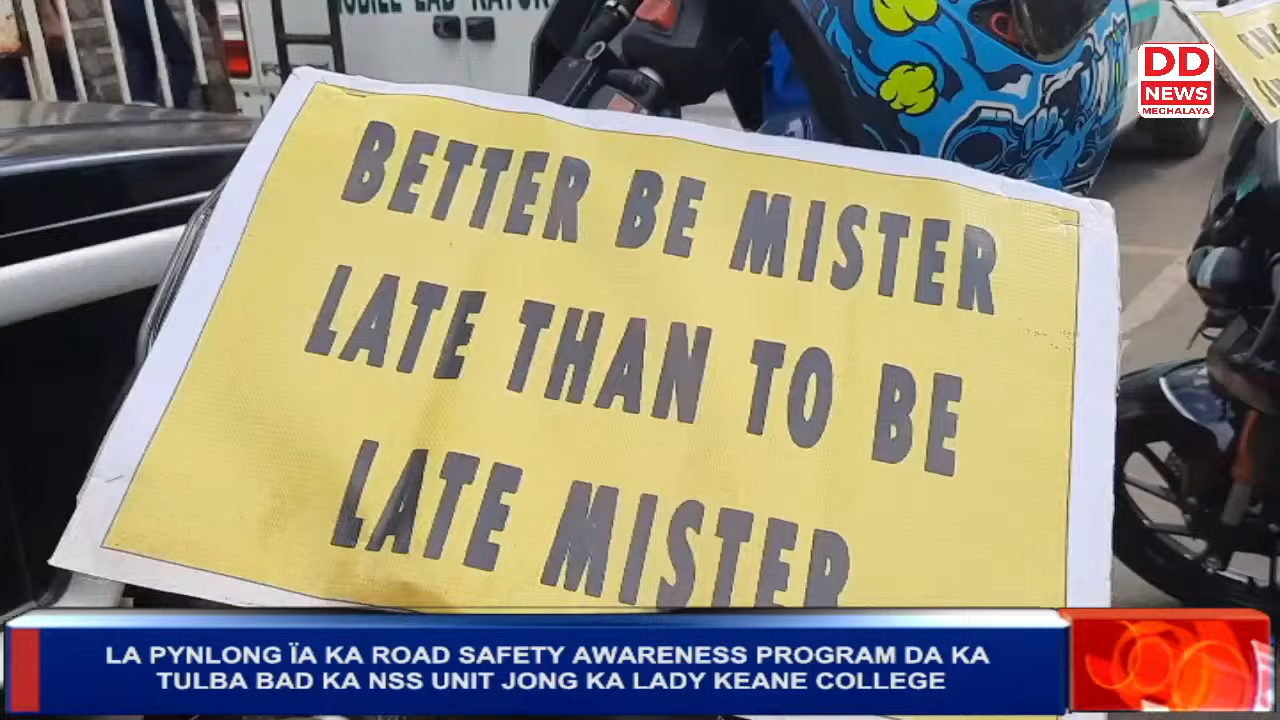 DD
NEWS
MEGHALAYA
BETTER BE MISTER
LATE THAN TO BE
LATE MISTER
LA PYNLONG ÏA KA ROAD SAFETY AWARENESS PROGRAM DA KA
TULBA BAD KA NSS UNIT JONG KA LADY KEANE COLLEGE